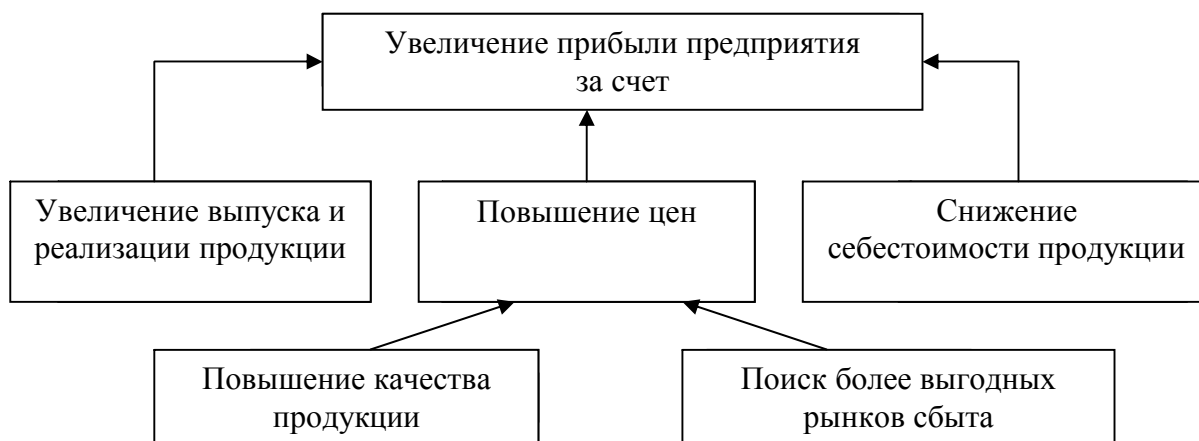 Увеличение прибыли предприятия
за счет
Увеличение выпуска и
реализации продукции
Повышение цен
Снижение
себестоимости продукции
Повышение качества
продукции
Поиск более выгодных
рынков сбыта